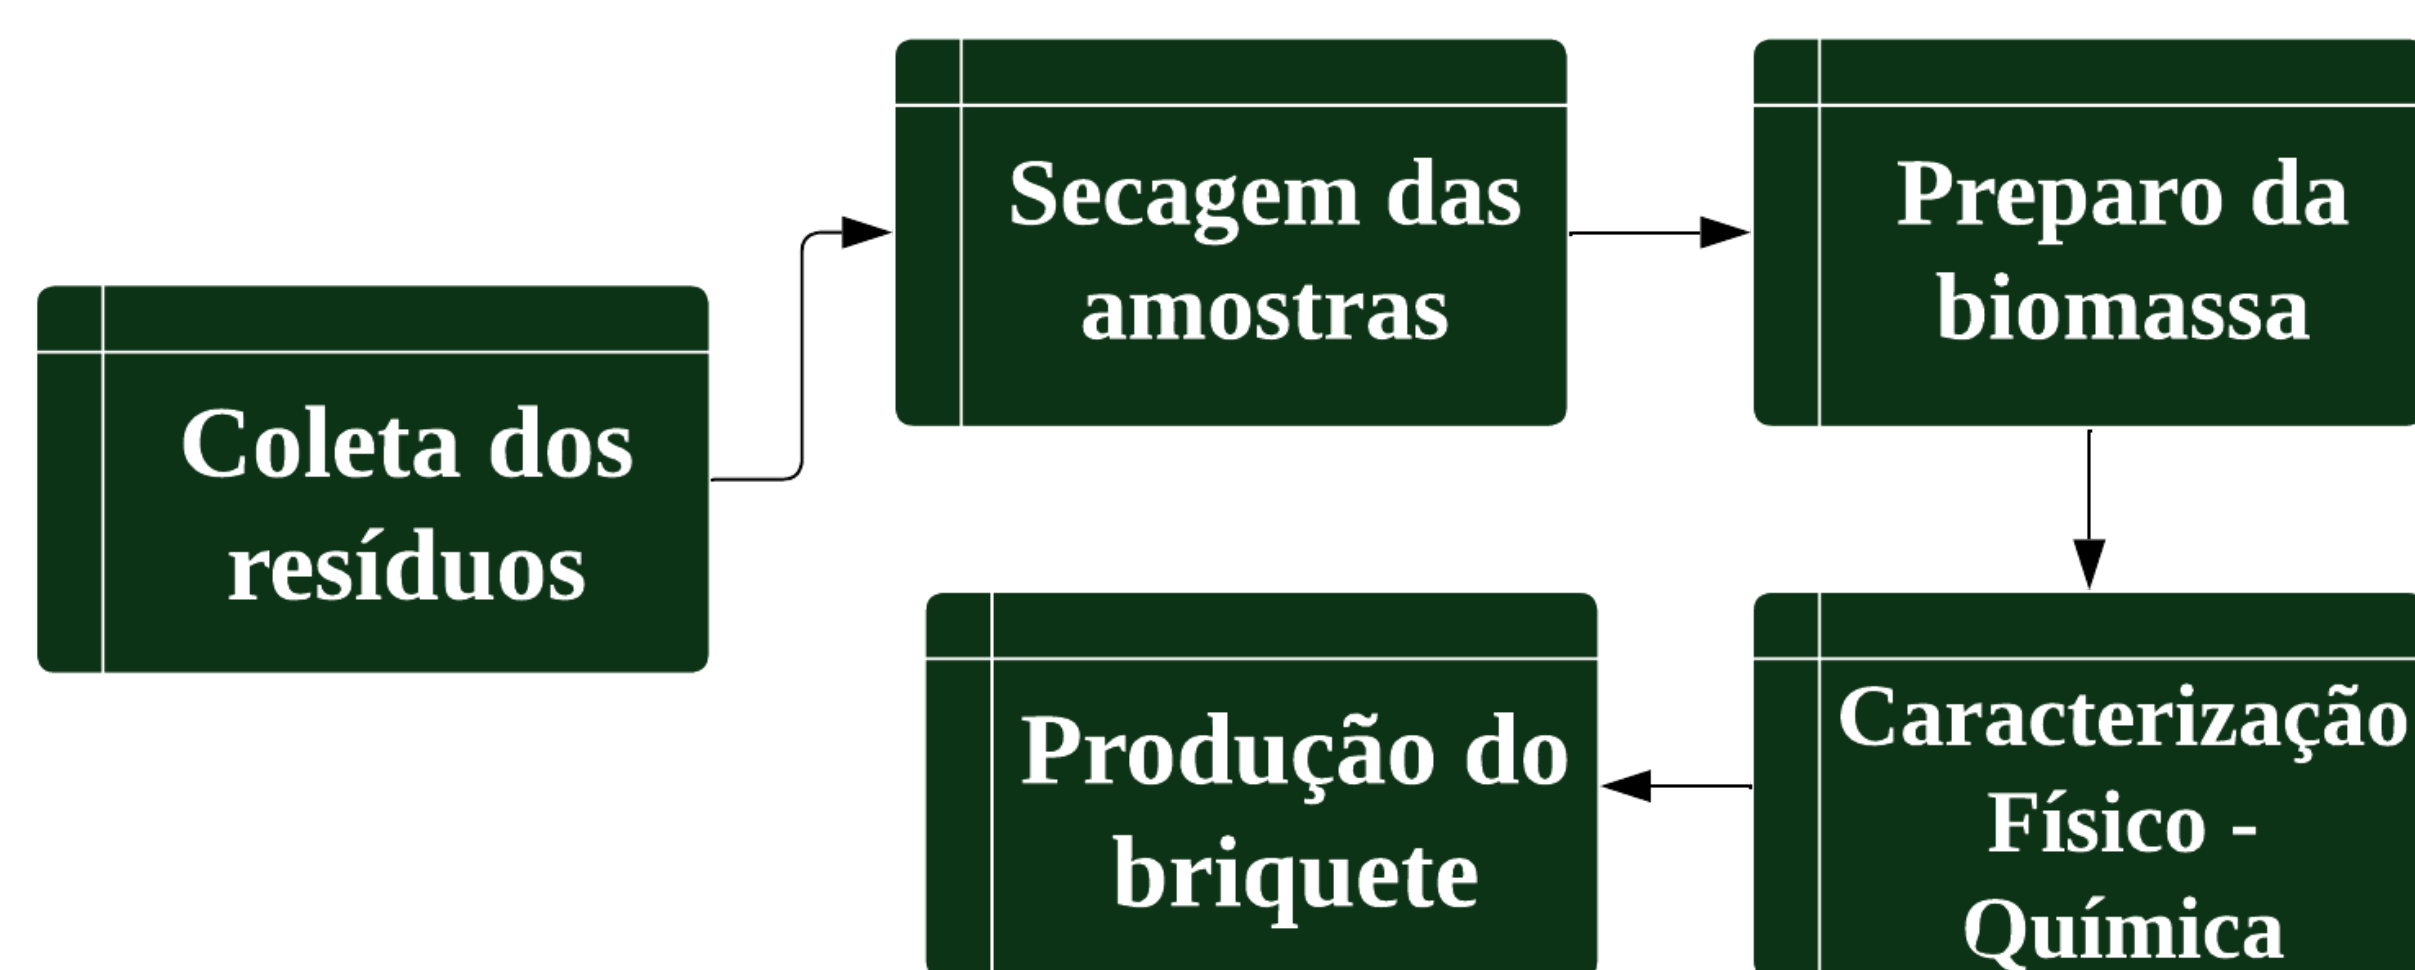 Coleta dos
resíduos
Secagem das
amostras
Preparo da
biomassa
Caracterização
Físico -
Química
Produção do
briquete